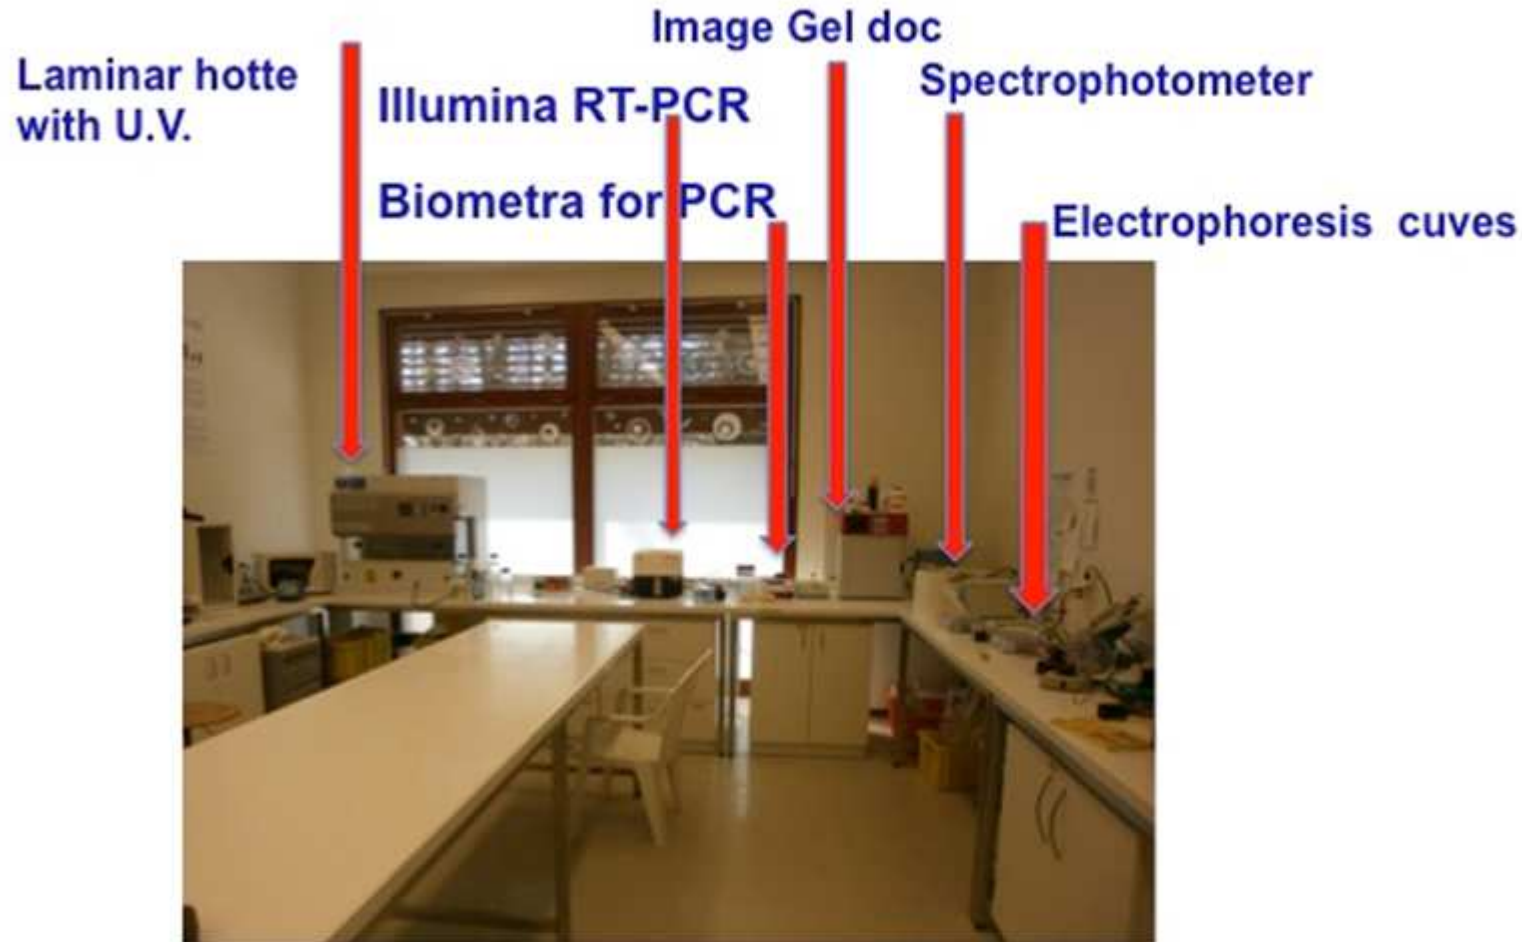 Image Gel doc
Laminar hotte
with U.V.
Illumina RT-PCR
Spectrophotometer
Biometra for PCR
Electrophoresis cuves